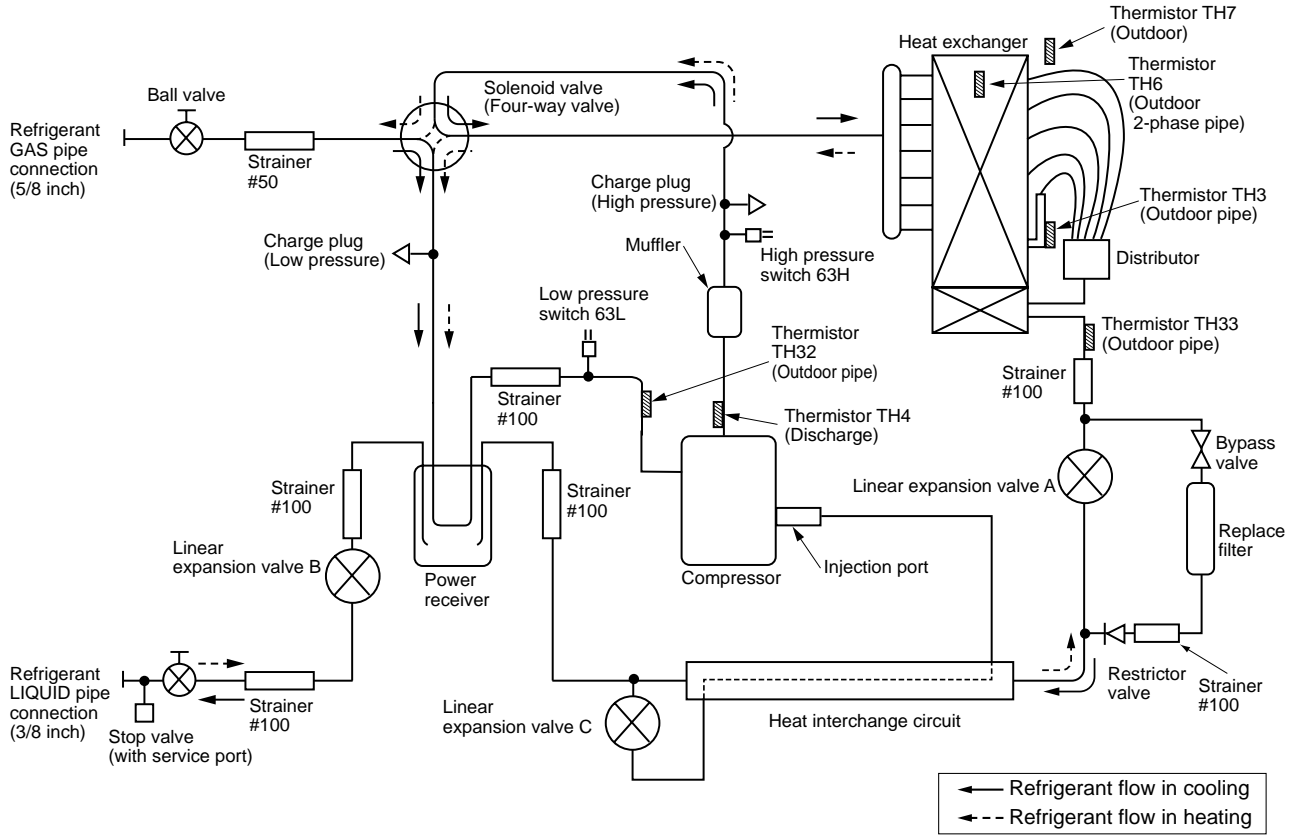 Thermistor TH7
(Outdoor)
Heat exchanger
Thermistor
TH6
(Outdoor
2-phase pipe)
Solenoid valve
(Four-way valve)
Ball valve
Refrigerant
GAS pipe
connection
(5/8 inch)
Strainer
#50
Charge plug
(High pressure)
Thermistor TH3
(Outdoor pipe)
Charge plug
(Low pressure)
Muffler
High pressure
switch 63H
Distributor
Low pressure
switch 63L
Thermistor
TH32
(Outdoor pipe)
Thermistor TH33
(Outdoor pipe)
Strainer
#100
Strainer
#100
Thermistor TH4
(Discharge)
Bypass
valve
Strainer
#100
Strainer
#100
Linear expansion valve A
Replace
filter
Linear
expansion valve B
Power
receiver
Compressor
Injection port
Refrigerant
LIQUID pipe
connection
(3/8 inch)
Strainer
#100
Stop valve
(with service port)
Linear
expansion valve C
Heat interchange circuit
Restrictor
valve
Strainer
#100
Refrigerant flow in cooling
Refrigerant flow in heating